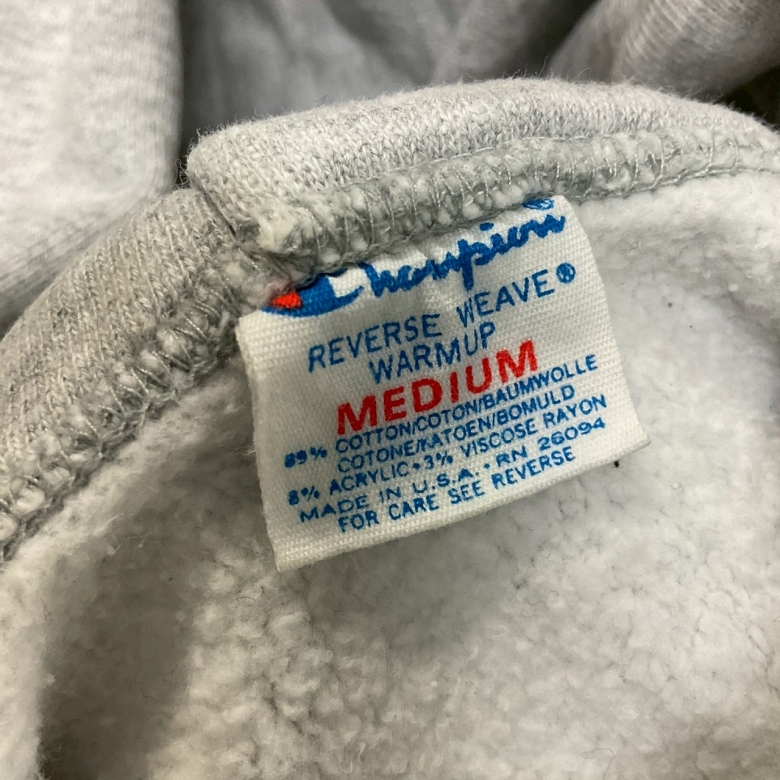 Champion®
REVERSE WEAVE®
WARMUP
MEDIUM
89% COTTON/COTON/BAUMWOLLE
COTONE/KATOEN/BOMULD
8% ACRYLIC•3% VISCOSE RAYON
MADE IN U.S.A.•RN 26094
FOR CARE SEE REVERSE